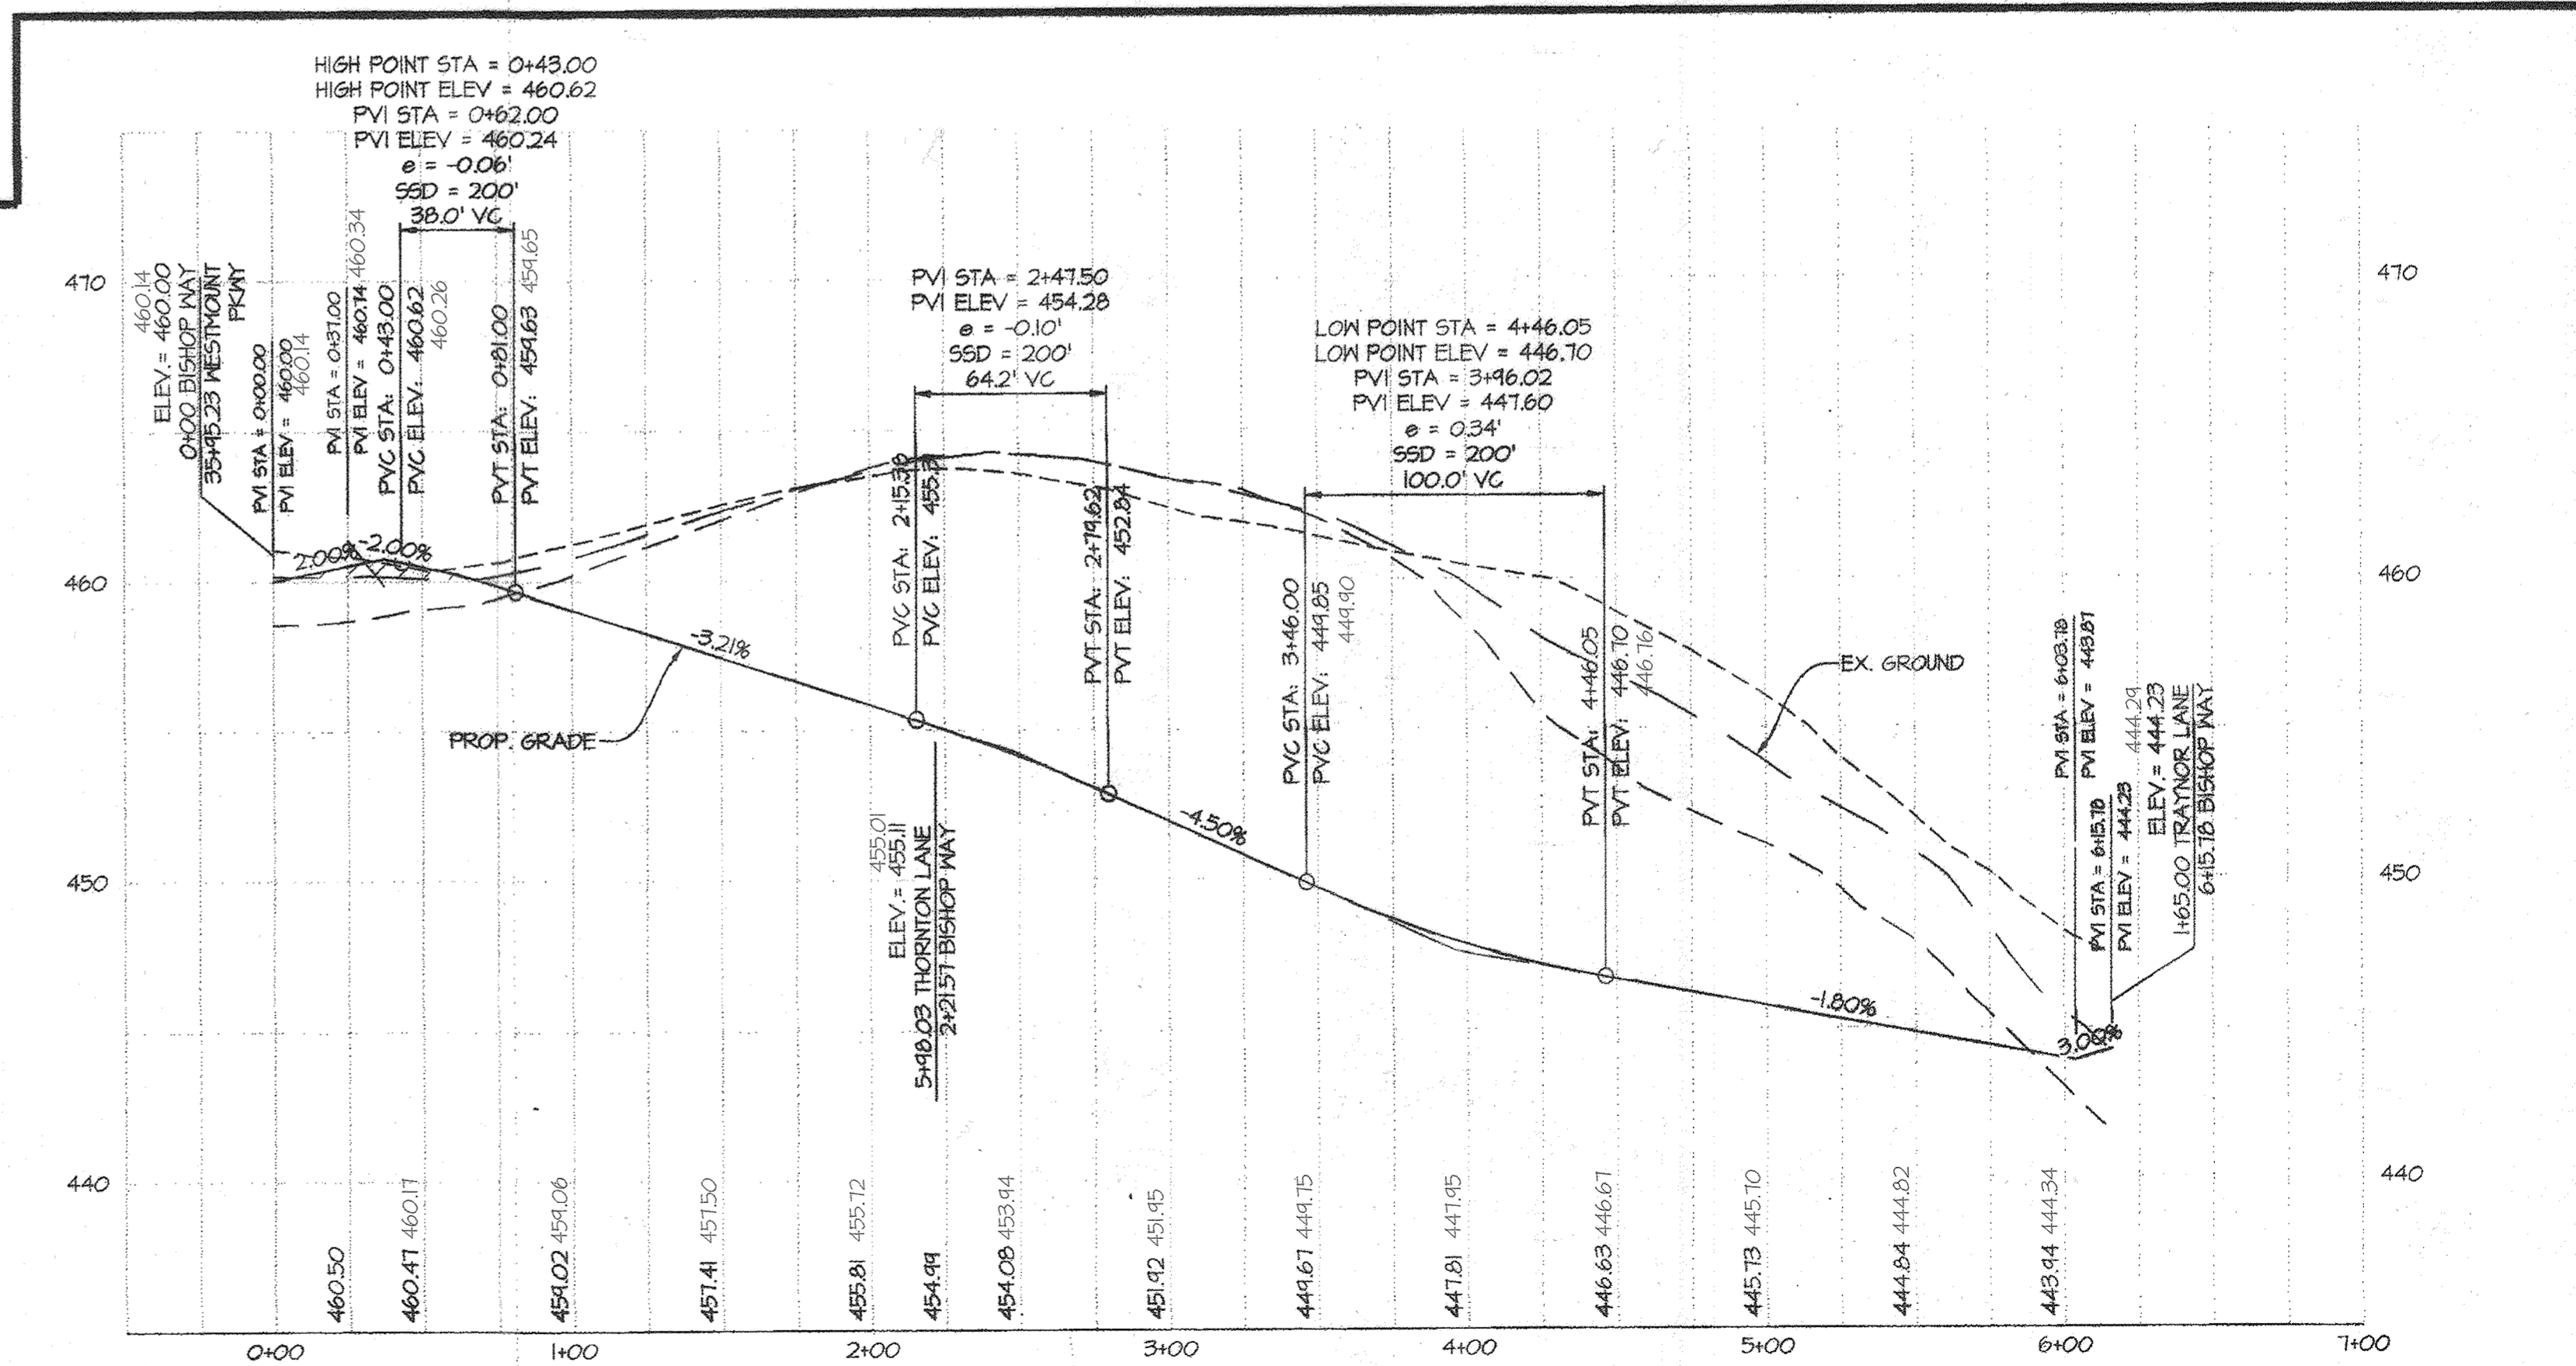 HIGH POINT STA = 0+43.00
HIGH POINT ELEV = 460.62
PVI STA = 0+62.00
PVI ELEV = 460.24
e = -0.06'
SSD = 200'
38.0' VC
460.14
ELEV. = 460.00
0+00 BISHOP WAY
35+95.23 WESTMOUNT
PKWY
PVI STA = 0+00.00
PVI ELEV = 460.00
460.14
PVI STA = 0+37.00
PVI ELEV = 460.74 460.34
PVC STA: 0+43.00
PVC ELEV: 460.62
460.26
PVT STA: 0+81.00
PVT ELEV: 459.63 459.65
PVI STA = 2+47.50
PVI ELEV = 454.28
e = -0.10'
SSD = 200'
64.2' VC
PVC STA: 2+15.38
PVC ELEV: 455.3
PVT STA: 2+79.62
PVT ELEV: 452.84
LOW POINT STA = 4+46.05
LOW POINT ELEV = 446.70
PVI STA = 3+96.02
PVI ELEV = 447.60
e = 0.34'
SSD = 200'
100.0' VC
PVC STA: 3+46.00
PVC ELEV: 449.85
449.90
PVT STA: 4+46.05
PVT ELEV: 446.70
446.76
PVI STA = 6+03.78
PVI ELEV = 443.87
PVI STA = 6+15.78
PVI ELEV = 444.23
444.29
ELEV. = 444.23
1+65.00 TRAYNOR LANE
6+15.78 BISHOP WAY
470
470
460
460
450
450
440
440
2.00%
-2.00%
-3.21%
-4.50%
-1.80%
3.00%
PROP. GRADE
EX. GROUND
455.01
ELEV. = 455.11
5+98.03 THORNTON LANE
2+21.57 BISHOP WAY
460.50
460.47 460.17
459.02 459.06
457.41 457.50
455.81 455.72
454.99
454.08 453.94
451.92 451.95
449.67 449.75
447.81 447.95
446.63 446.67
445.73 445.70
444.84 444.82
443.94 444.34
0+00
1+00
2+00
3+00
4+00
5+00
6+00
7+00